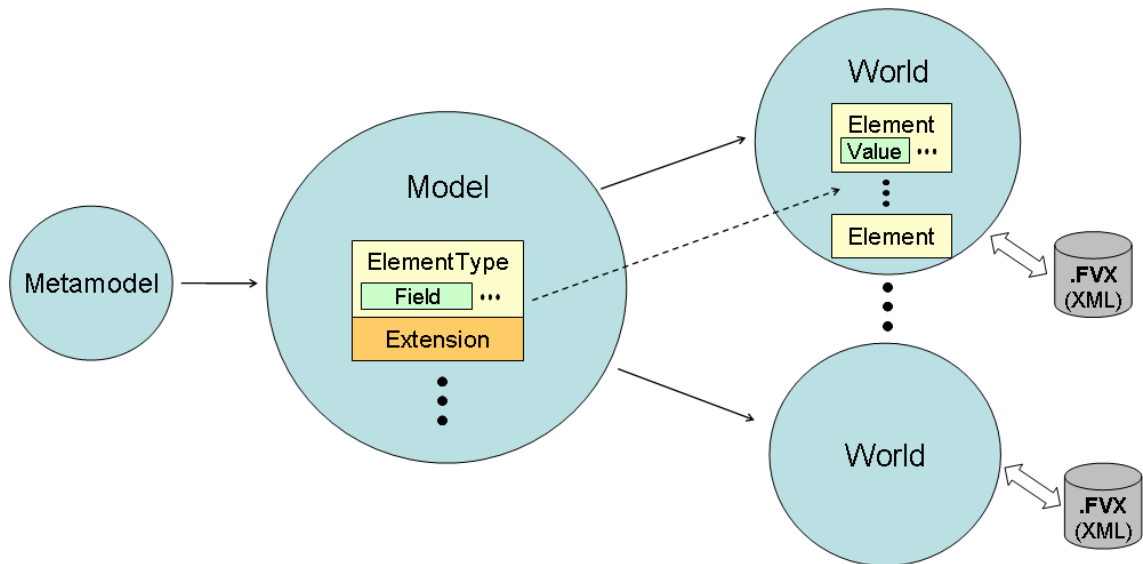 Metamodel
Model
ElementType
Field ...
Extension
World
Element
Value ...
Element
.FVX
(XML)
World
.FVX
(XML)